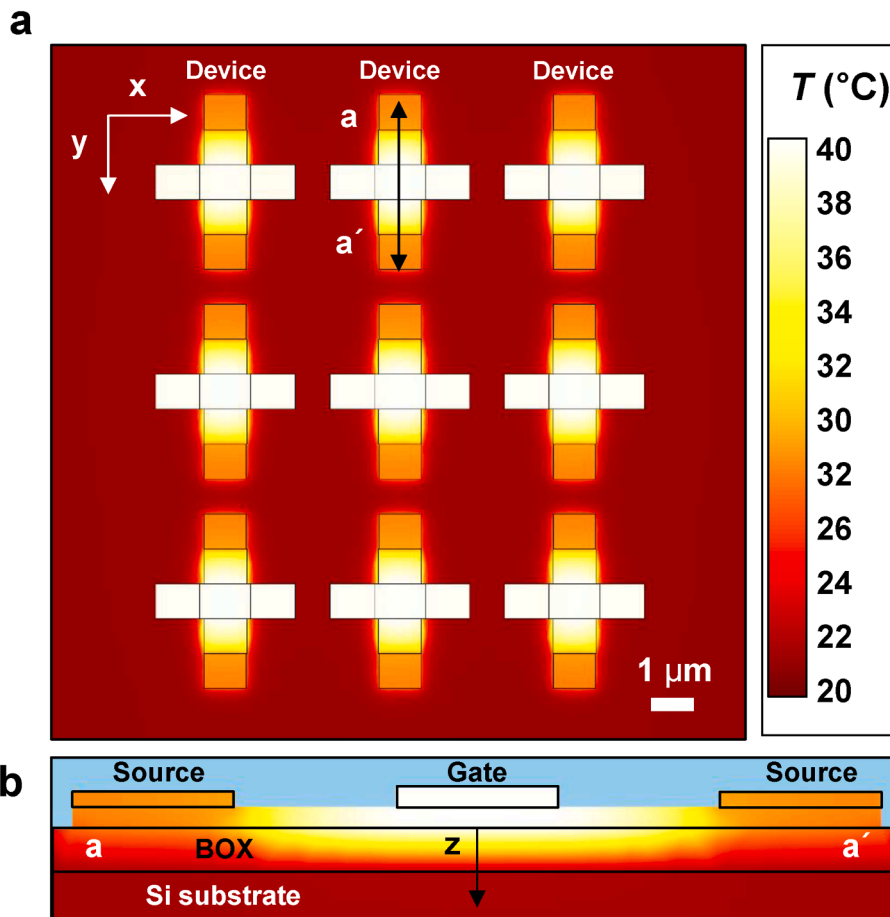 a
Device Device Device
x
y
a
a´
1 μm
T (°C)
40
38
36
34
32
30
32
26
24
22
20
b
Source Gate Source
a BOX z a´
Si substrate